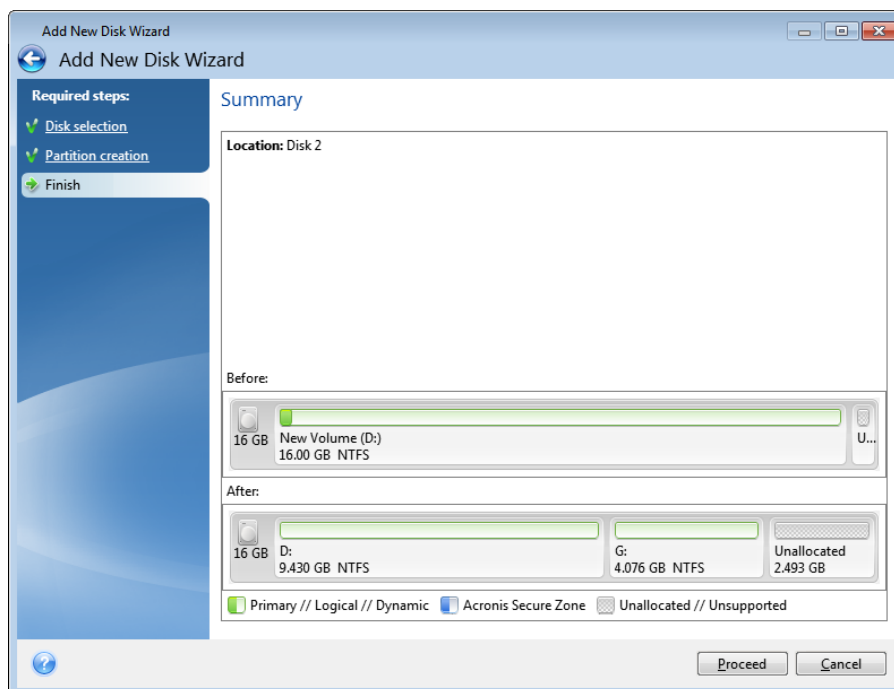 Add New Disk Wizard
Add New Disk Wizard
Required steps:
Disk selection
Partition creation
Finish
Summary
Location: Disk 2
Before:
16 GB
New Volume (D:)
16.00 GB NTFS
U...
After:
16 GB
D:
9.430 GB NTFS
G:
4.076 GB NTFS
Unallocated
2.493 GB
Primary // Logical // Dynamic Acronis Secure Zone Unallocated // Unsupported
?
Proceed Cancel